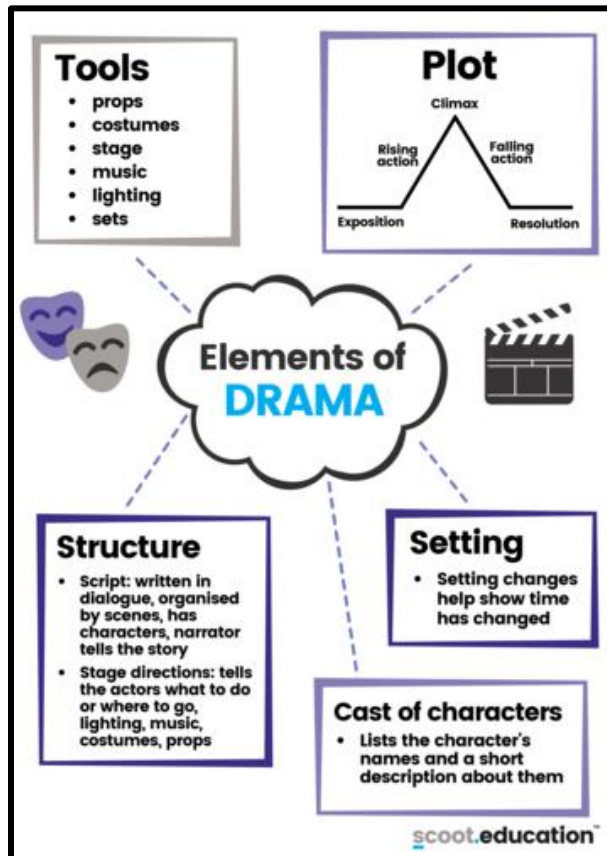 Tools
• props
• costumes
• stage
• music
• lighting
• sets
Plot
Climax
Rising
action
Falling
action
Exposition
Resolution
Elements of
DRAMA
Structure
• Script: written in
dialogue, organised
by scenes, has
characters, narrator
tells the story
• Stage directions: tells
the actors what to do
or where to go,
lighting, music,
costumes, props
Setting
• Setting changes
help show time
has changed
Cast of characters
• Lists the character's
names and a short
description about them
scoot.education™